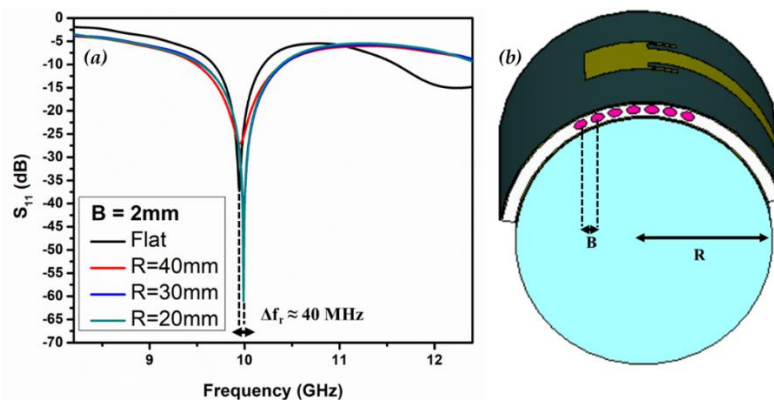 (a)
S11 (dB)
0
-5
-10
-15
-20
-25
-30
-35
-40
-45
-50
-55
-60
-65
-70
B = 2mm
Flat
R=40mm
R=30mm
R=20mm
Δfr ≈ 40 MHz
9 10 11 12
Frequency (GHz)
(b)
B
R